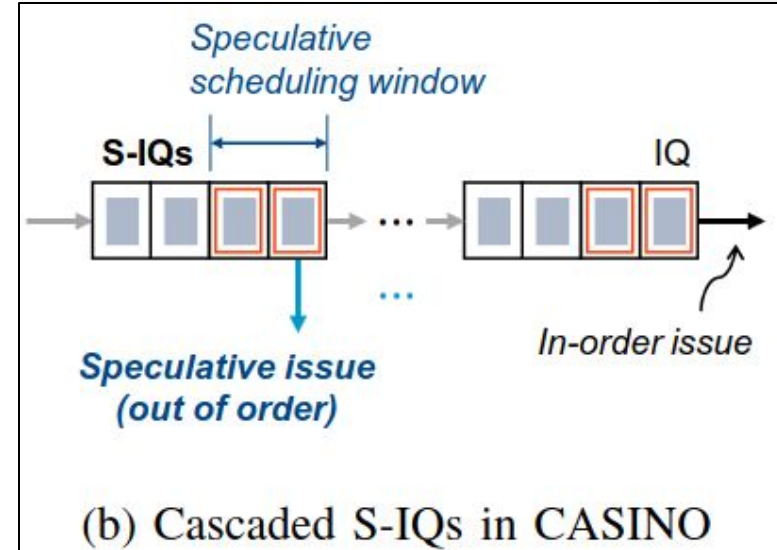 Speculative
scheduling window
S-IQs
IQ
...
...
In-order issue
Speculative issue
(out of order)
(b) Cascaded S-IQs in CASINO